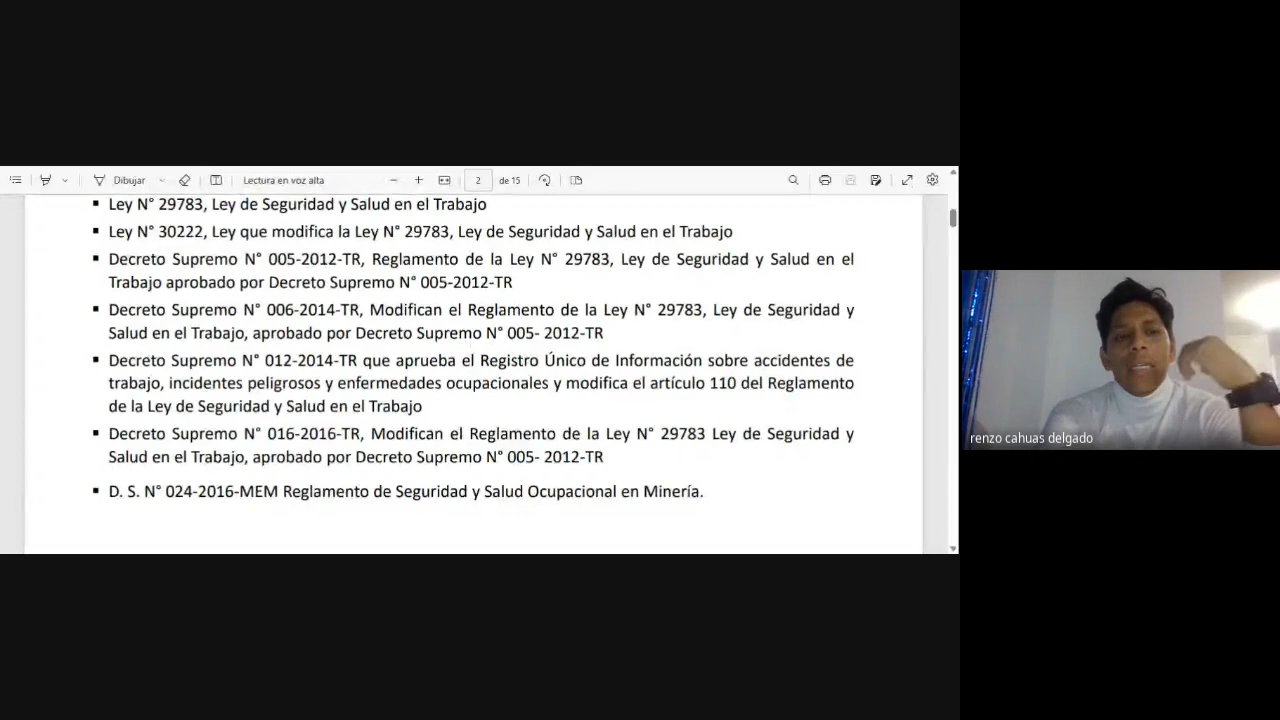 Dibujar
Lectura en voz alta
2
de 15
▪ Ley N° 29783, Ley de Seguridad y Salud en el Trabajo
▪ Ley N° 30222, Ley que modifica la Ley N° 29783, Ley de Seguridad y Salud en el Trabajo
▪ Decreto Supremo N° 005-2012-TR, Reglamento de la Ley N° 29783, Ley de Seguridad y Salud en el
Trabajo aprobado por Decreto Supremo N° 005-2012-TR
▪ Decreto Supremo N° 006-2014-TR, Modifican el Reglamento de la Ley N° 29783, Ley de Seguridad y
Salud en el Trabajo, aprobado por Decreto Supremo N° 005- 2012-TR
▪ Decreto Supremo N° 012-2014-TR que aprueba el Registro Único de Información sobre accidentes de
trabajo, incidentes peligrosos y enfermedades ocupacionales y modifica el artículo 110 del Reglamento
de la Ley de Seguridad y Salud en el Trabajo
▪ Decreto Supremo N° 016-2016-TR, Modifican el Reglamento de la Ley N° 29783 Ley de Seguridad y
Salud en el Trabajo, aprobado por Decreto Supremo N° 005- 2012-TR
▪ D. S. N° 024-2016-MEM Reglamento de Seguridad y Salud Ocupacional en Minería.
renzo cahuas delgado